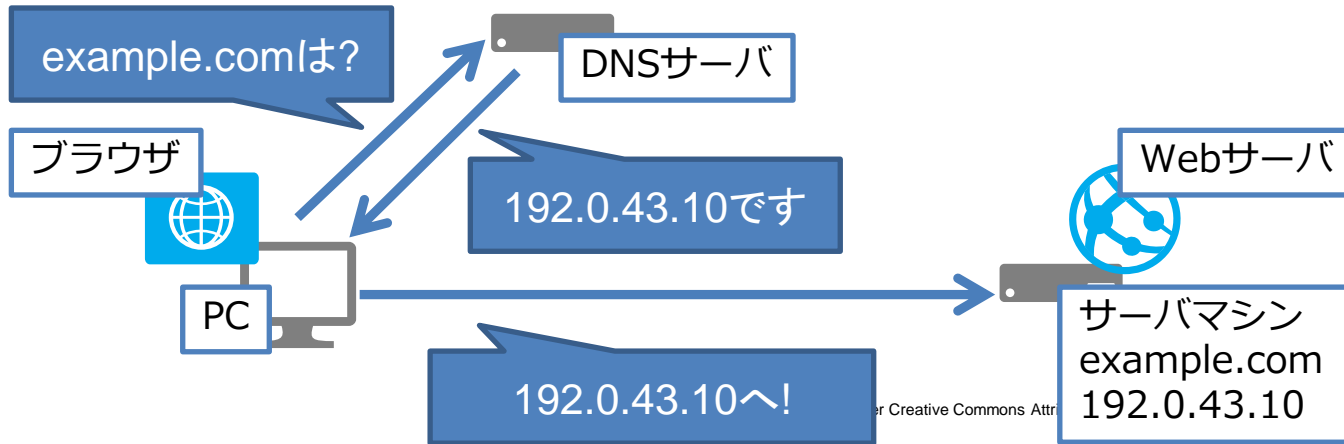 example.comは?
DNSサーバ
ブラウザ
Webサーバ
192.0.43.10です
PC
サーバマシン
example.com
192.0.43.10
192.0.43.10へ!
Creative Commons